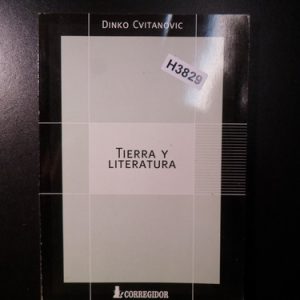 DINKO CVITANOVIC
H3829
TIERRA Y
LITERATURA
CORREGIDOR